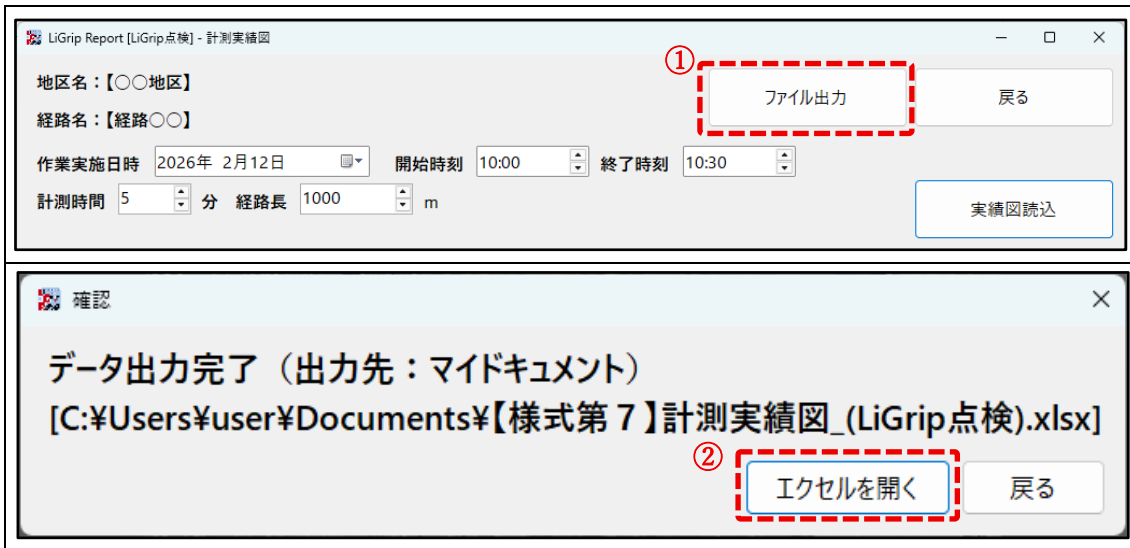 LiGrip Report [LiGrip点検] - 計測実績図
①
地区名：【○○地区】
ファイル出力
戻る
経路名：【経路○○】
作業実施日時 2026年 2月12日 開始時刻 10:00 終了時刻 10:30
計測時間 5 分 経路長 1000 m
実績図読込
確認
データ出力完了（出力先：マイドキュメント）
[C:¥Users¥user¥Documents¥【様式第７】計測実績図_(LiGrip点検).xlsx]
②
エクセルを開く
戻る